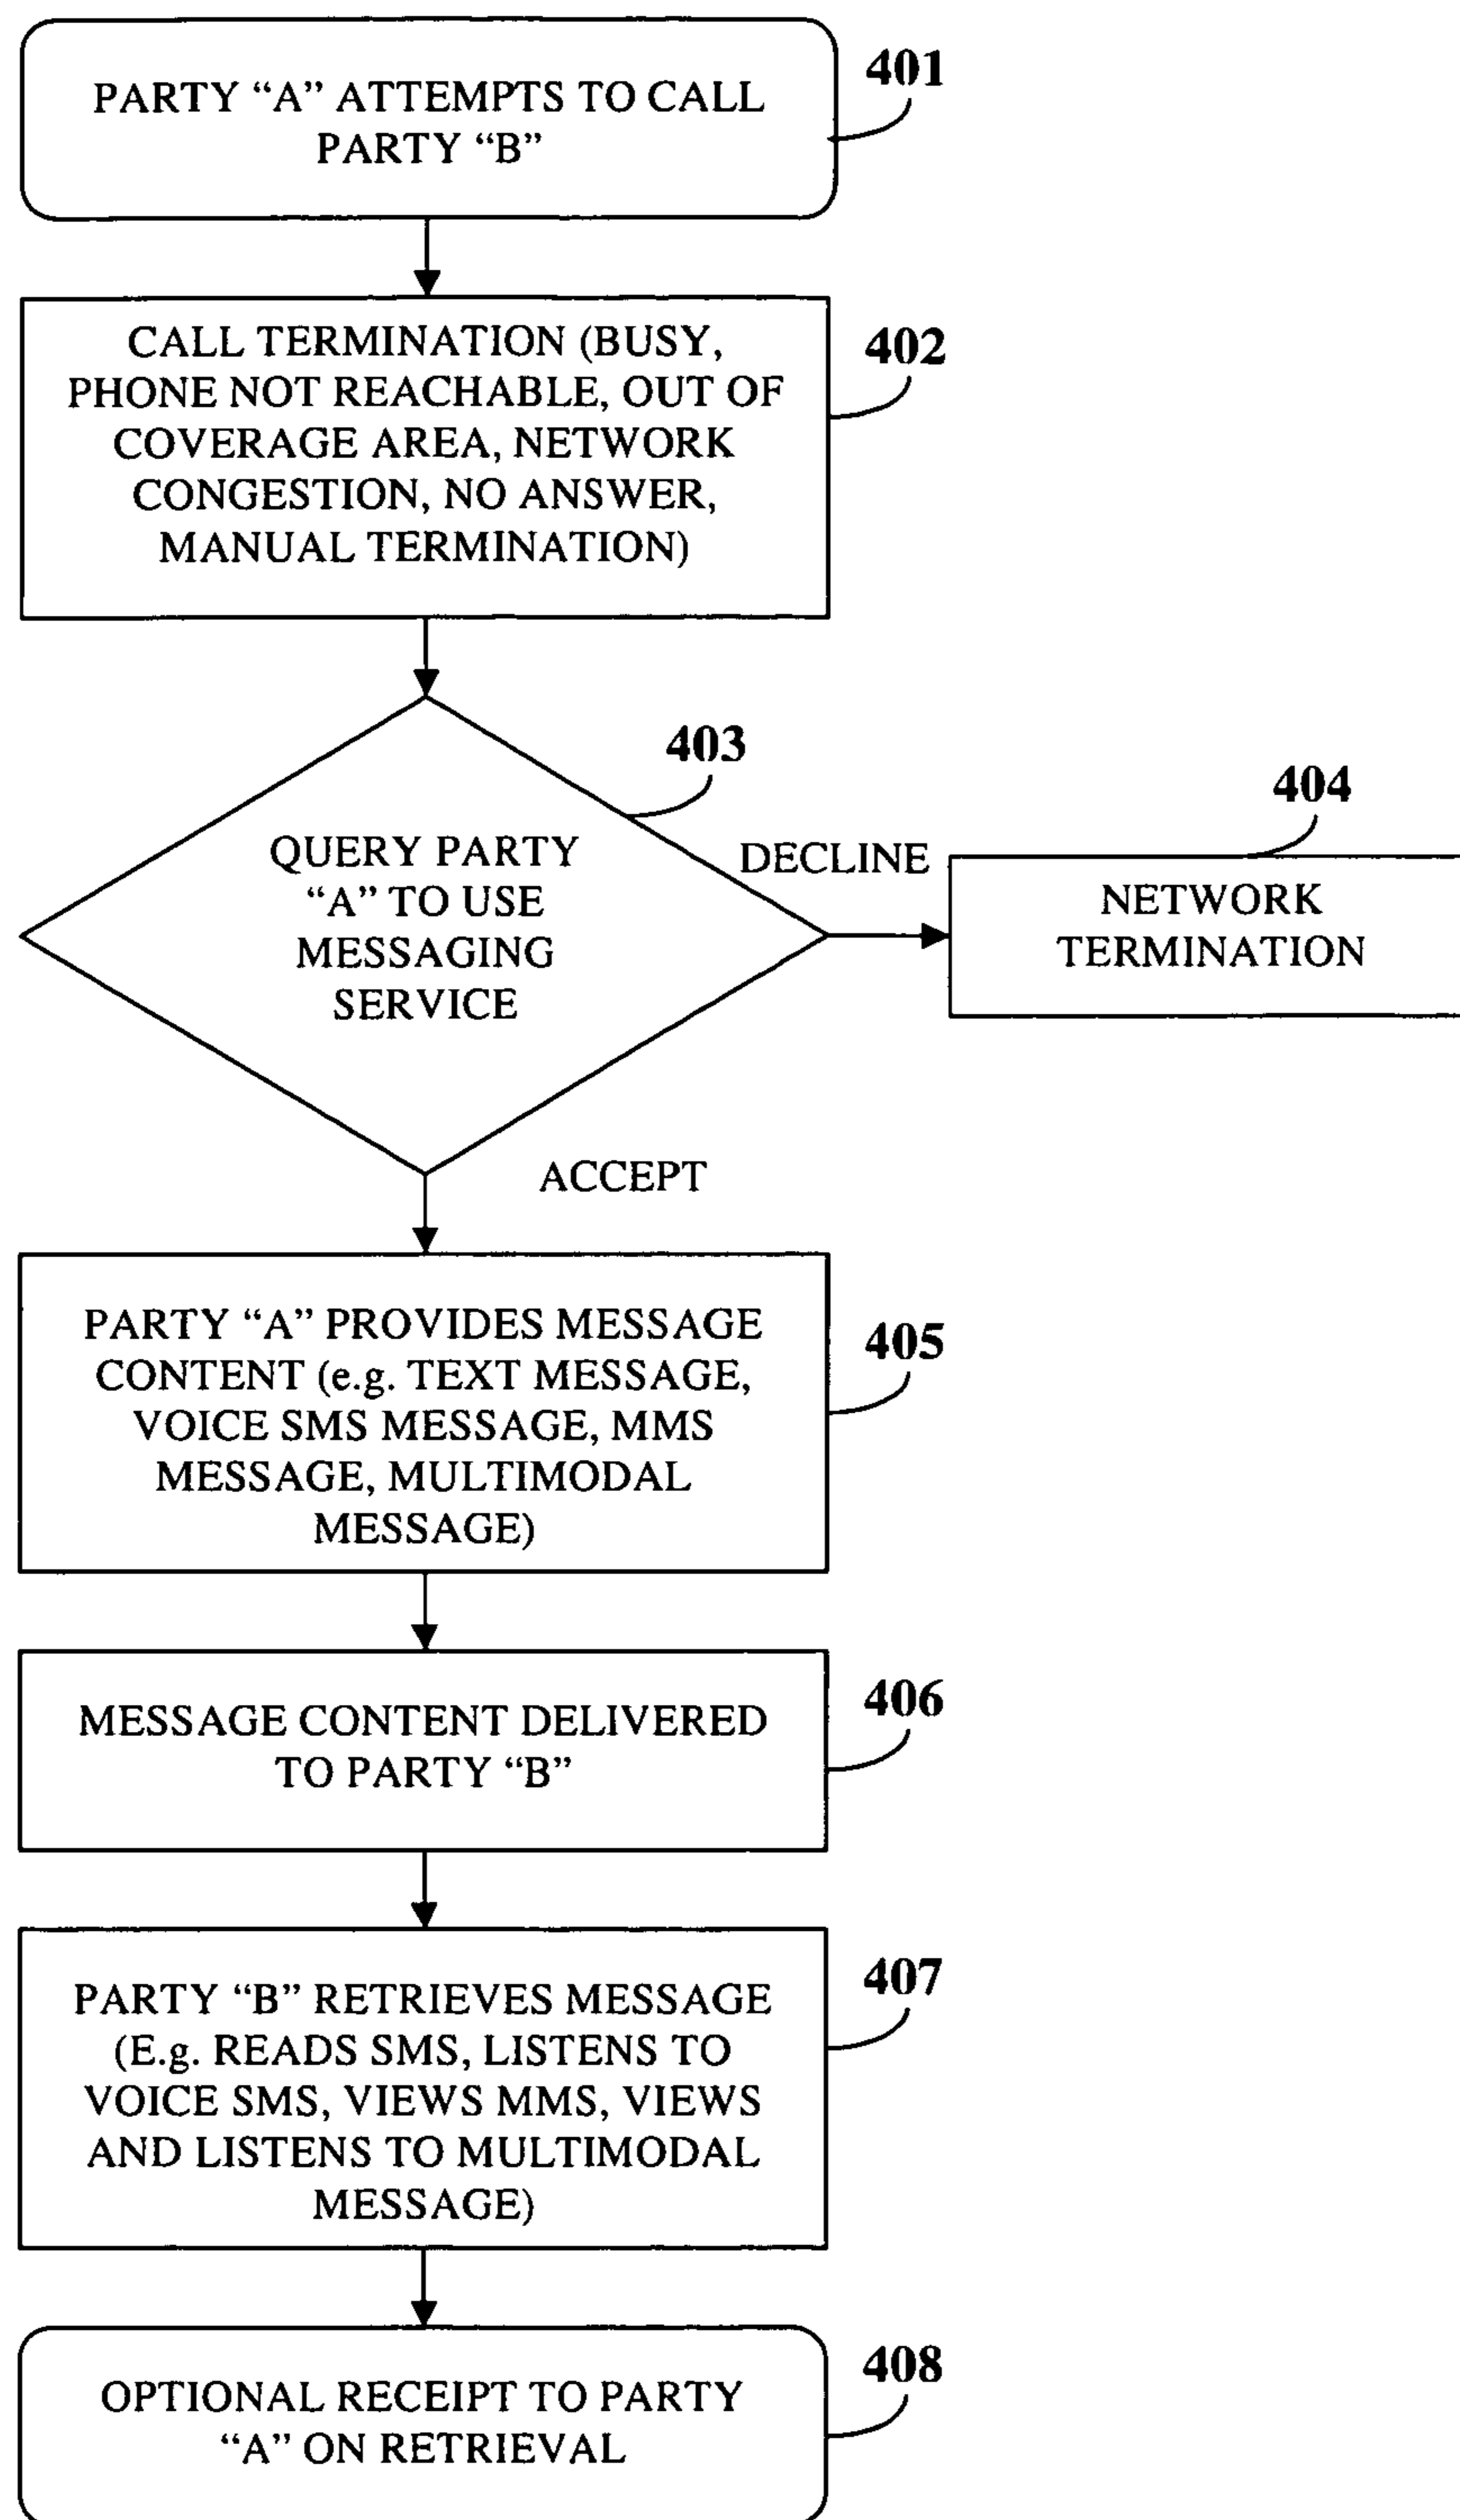 PARTY “A” ATTEMPTS TO CALL
PARTY “B”
401
CALL TERMINATION (BUSY,
PHONE NOT REACHABLE, OUT OF
COVERAGE AREA, NETWORK
CONGESTION, NO ANSWER,
MANUAL TERMINATION)
402
QUERY PARTY
“A” TO USE
MESSAGING
SERVICE
403
DECLINE
404
NETWORK
TERMINATION
ACCEPT
PARTY “A” PROVIDES MESSAGE
CONTENT (e.g. TEXT MESSAGE,
VOICE SMS MESSAGE, MMS
MESSAGE, MULTIMODAL
MESSAGE)
405
MESSAGE CONTENT DELIVERED
TO PARTY “B”
406
PARTY “B” RETRIEVES MESSAGE
(E.g. READS SMS, LISTENS TO
VOICE SMS, VIEWS MMS, VIEWS
AND LISTENS TO MULTIMODAL
MESSAGE)
407
OPTIONAL RECEIPT TO PARTY
“A” ON RETRIEVAL
408